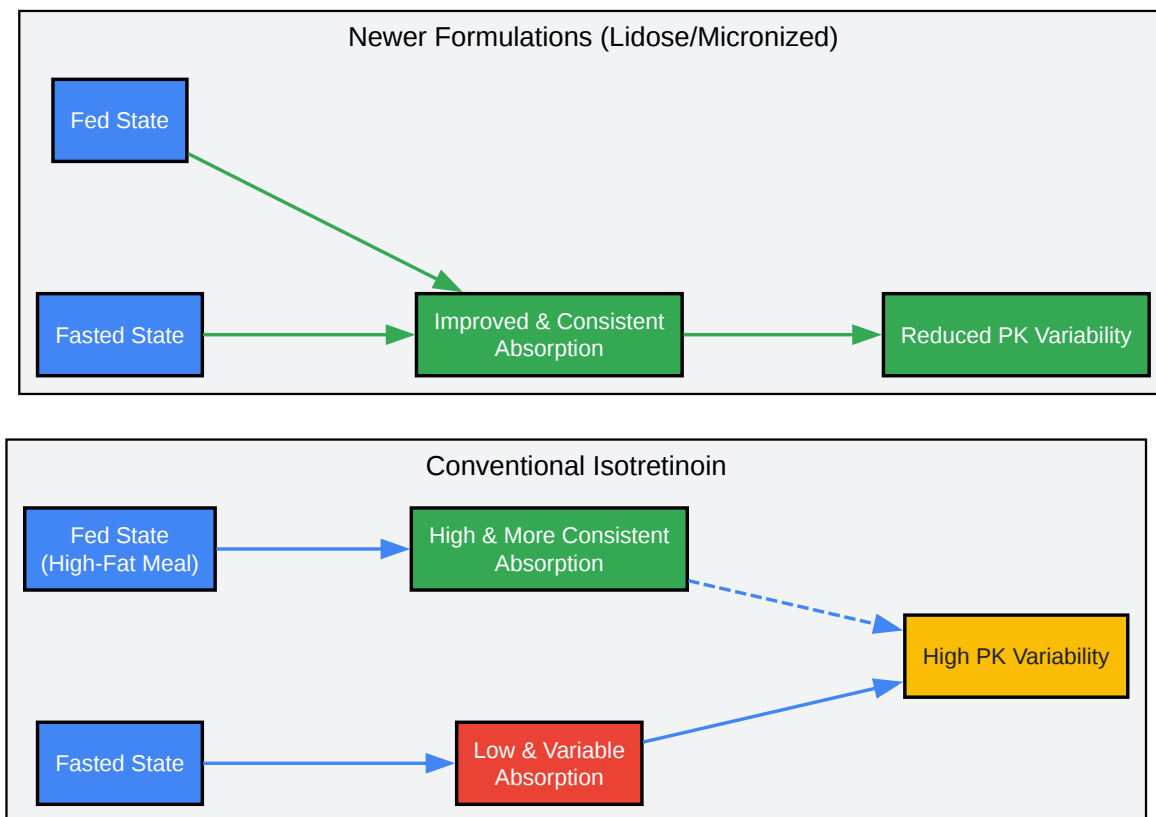 Newer Formulations (Lidose/Micronized)
Fed State
Fasted State
Improved & Consistent
Absorption
Reduced PK Variability
Conventional Isotretinoin
Fed State
(High-Fat Meal)
High & More Consistent
Absorption
High PK Variability
Fasted State
Low & Variable
Absorption